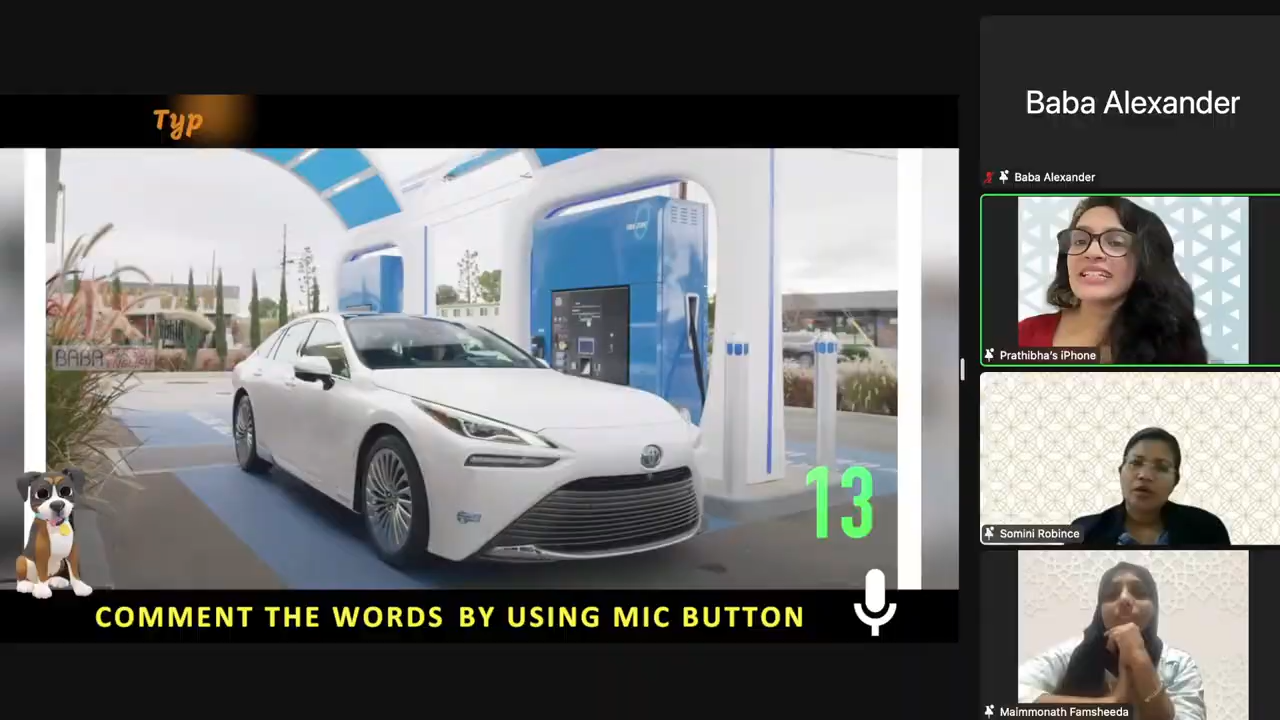 Typ
BABA
13
COMMENT THE WORDS BY USING MIC BUTTON
Baba Alexander
Baba Alexander
Prathibha's iPhone
Somini Robince
Maimmonath Famsheeda